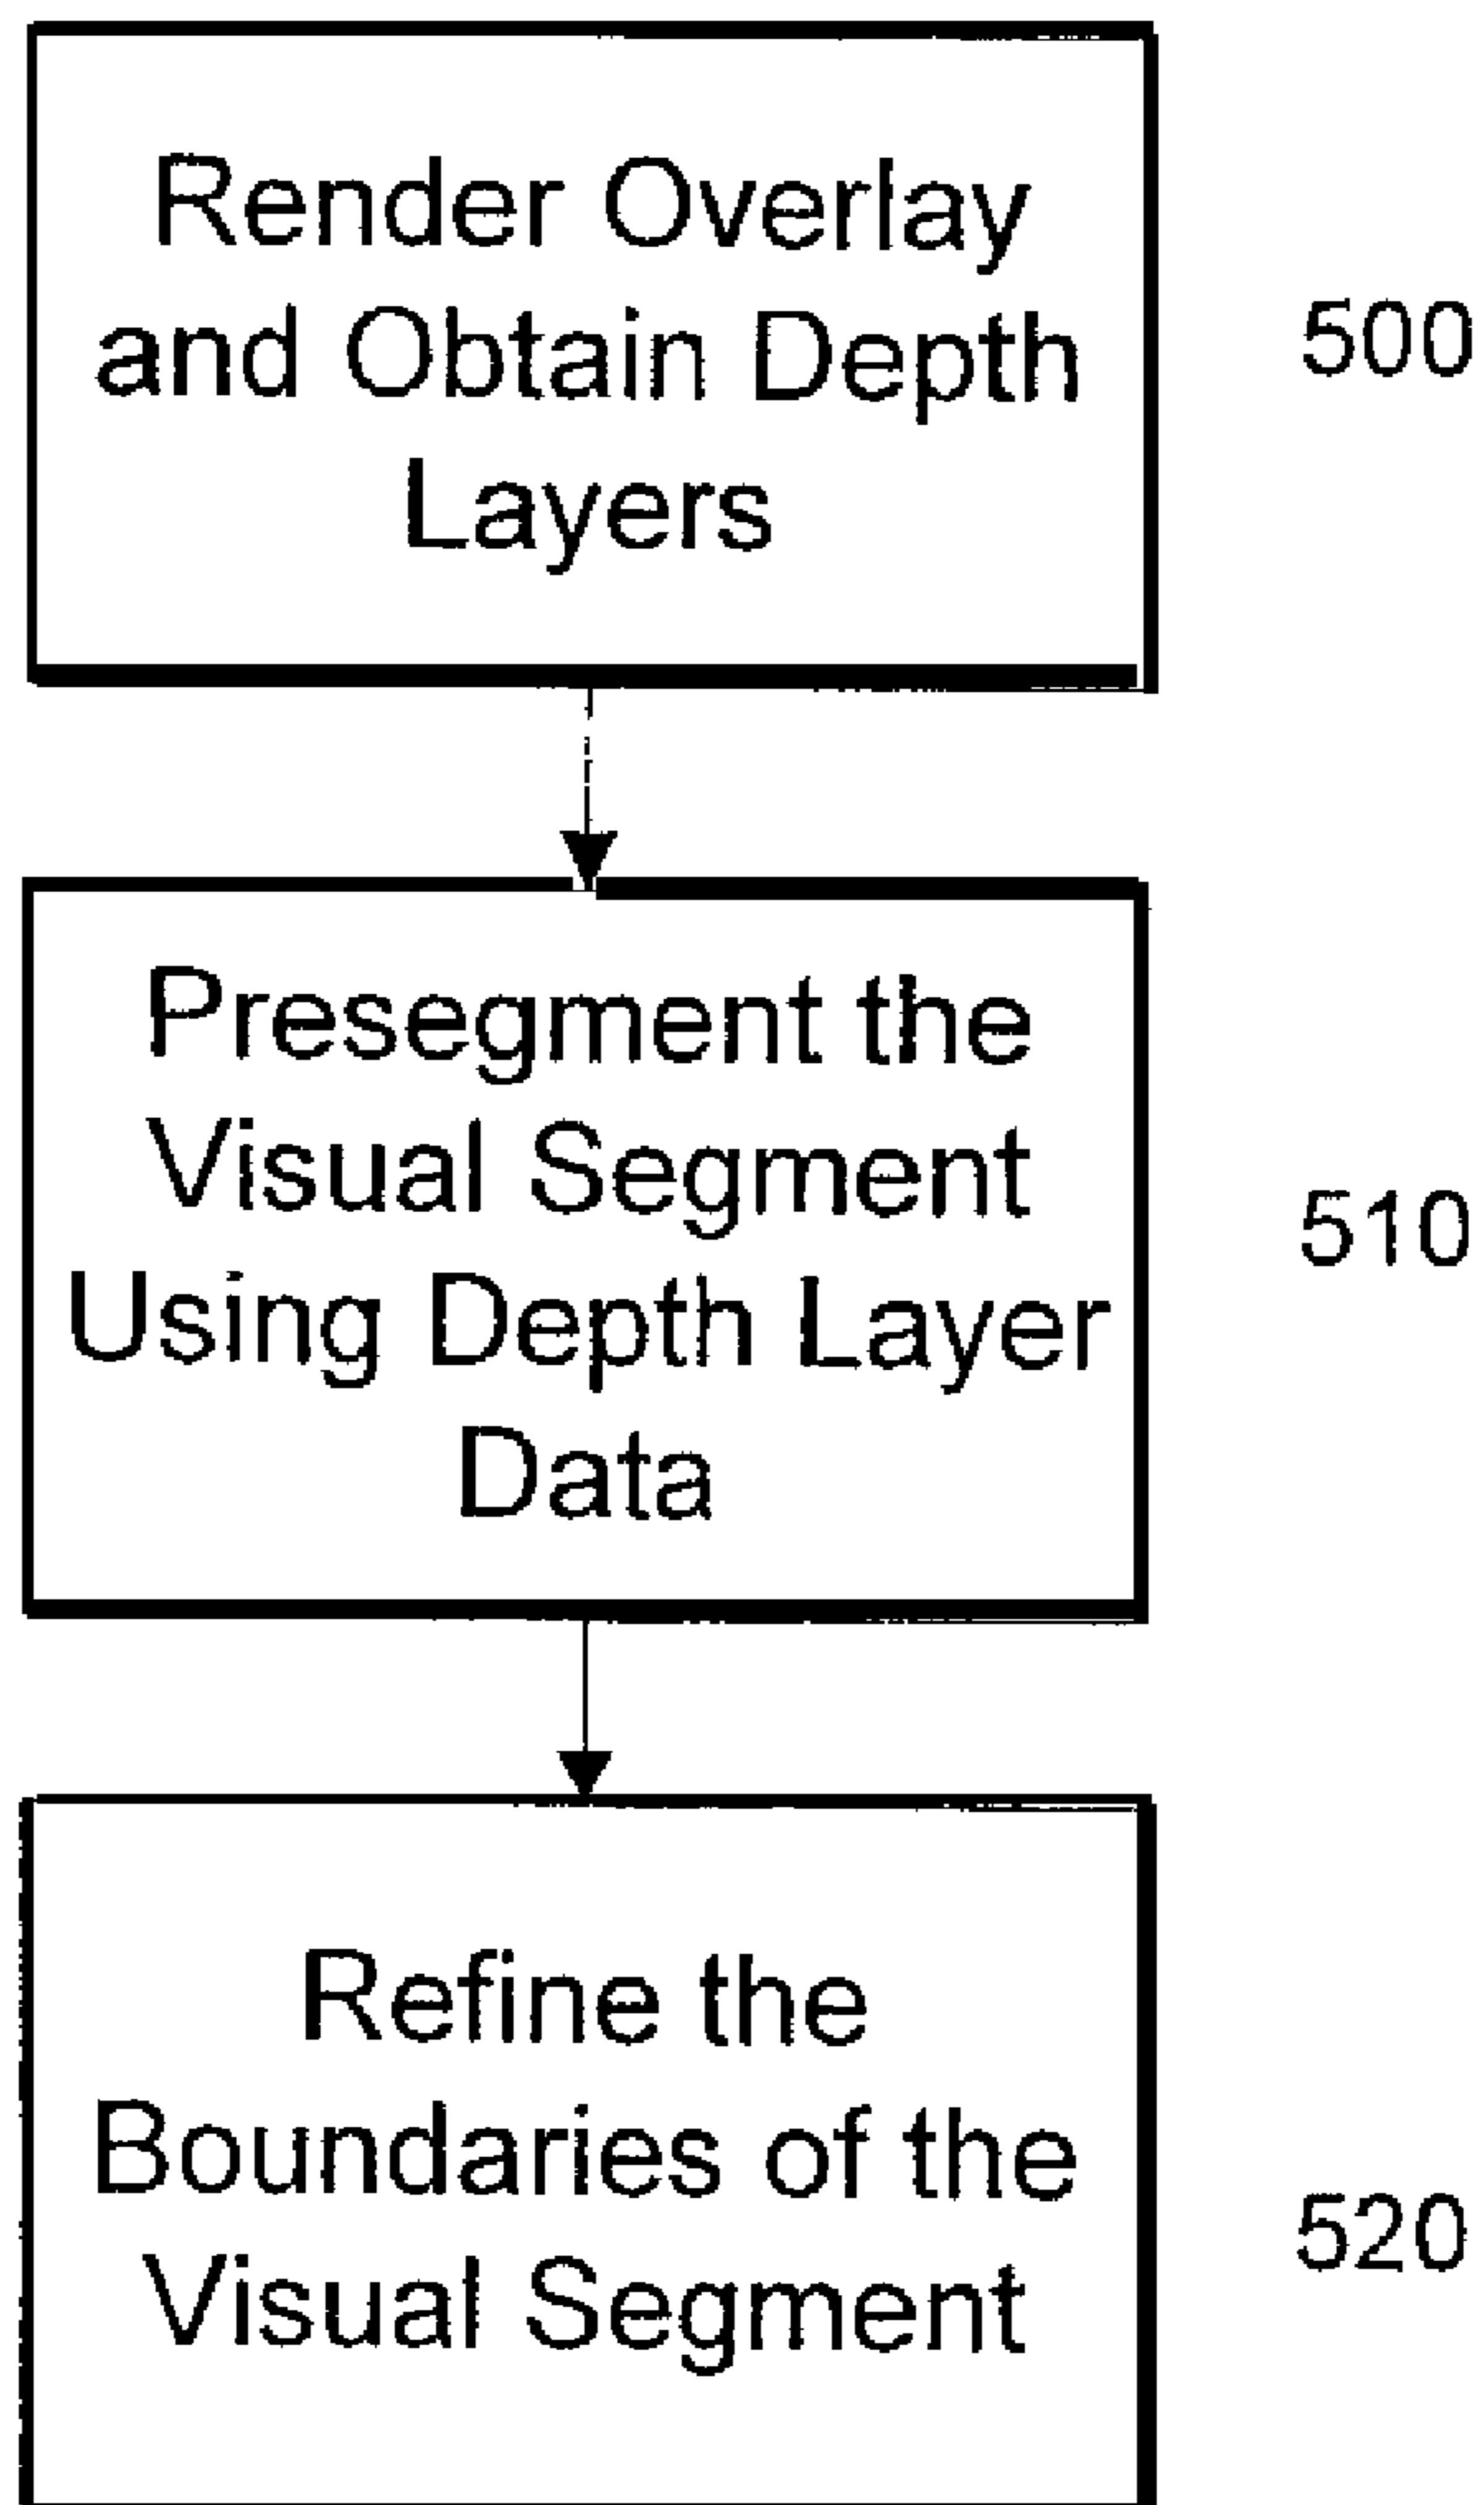 Render Overlay
and Obtain Depth
Layers
500
Presegment the
Visual Segment
Using Depth Layer
Data
510
Refine the
Boundaries of the
Visual Segment
520